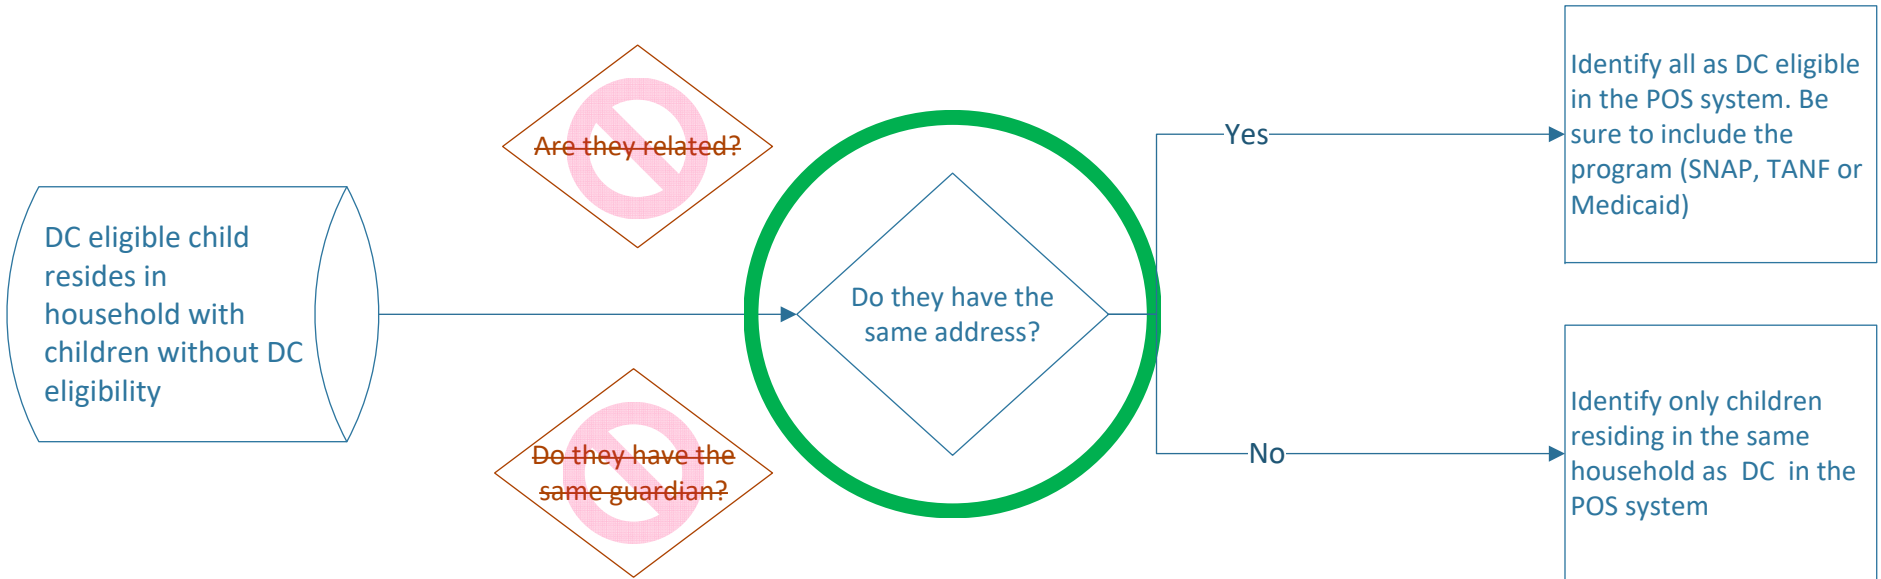 DC eligible child
resides in
household with
children without DC
eligibility
Are they related?
Do they have the
same guardian?
Do they have the
same address?
Yes
No
Identify all as DC eligible
in the POS system. Be
sure to include the
program (SNAP, TANF or
Medicaid)
Identify only children
residing in the same
household as  DC  in the
POS system